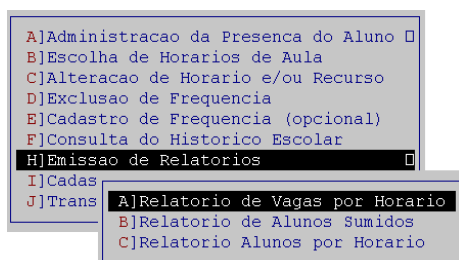 A]Administracao da Presenca do Aluno
B]Escolha de Horarios de Aula
C]Alteracao de Horario e/ou Recurso
D]Exclusao de Frequencia
E]Cadastro de Frequencia (opcional)
F]Consulta do Historico Escolar
H]Emissao de Relatorios
I]Cadas
J]Trans
A]Relatorio de Vagas por Horario
B]Relatorio de Alunos Sumidos
C]Relatorio Alunos por Horario